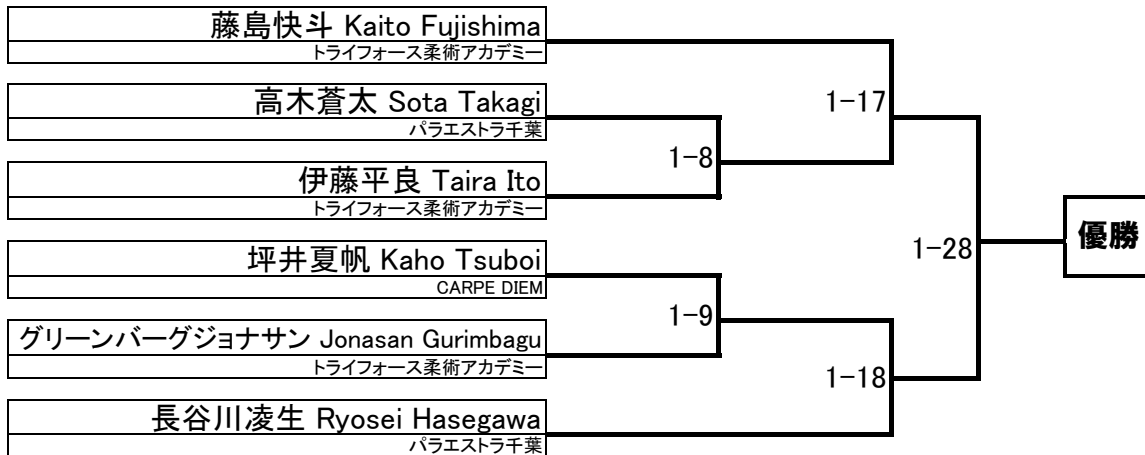 藤島快斗 Kaito Fujishima
トライフォース柔術アカデミー
高木蒼太 Sota Takagi
パラエストラ千葉
伊藤平良 Taira Ito
トライフォース柔術アカデミー
坪井夏帆 Kaho Tsuboi
CARPE DIEM
グリーンバーグジョナサン Jonasan Gurimbagu
トライフォース柔術アカデミー
長谷川凌生 Ryosei Hasegawa
パラエストラ千葉
1-8
1-9
1-17
1-18
1-28
優勝